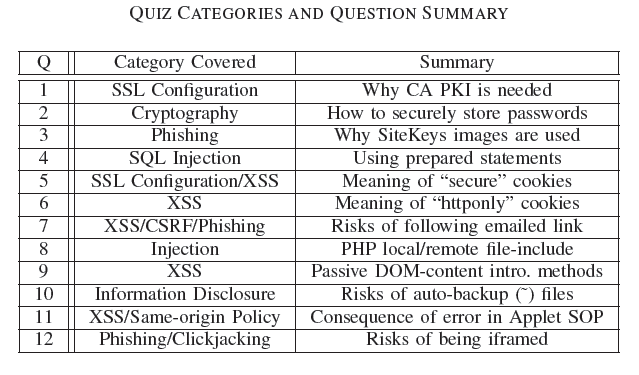 QUIZ CATEGORIES AND QUESTION SUMMARY
Q Category Covered Summary
1 SSL Configuration Why CA PKI is needed
2 Cryptography How to securely store passwords
3 Phishing Why SiteKeys images are used
4 SQL Injection Using prepared statements
5 SSL Configuration/XSS Meaning of “secure” cookies
6 XSS Meaning of “httponly” cookies
7 XSS/CSRF/Phishing Risks of following emailed link
8 Injection PHP local/remote file-include
9 XSS Passive DOM-content intro. methods
10 Information Disclosure Risks of auto-backup (~) files
11 XSS/Same-origin Policy Consequence of error in Applet SOP
12 Phishing/Clickjacking Risks of being iframed